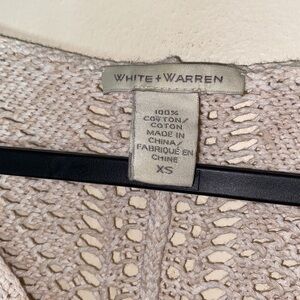 WHITE + WARREN
100%
COTTON/
COTON
MADE IN
CHINA/
FABRIQUÉ EN
CHINE
XS